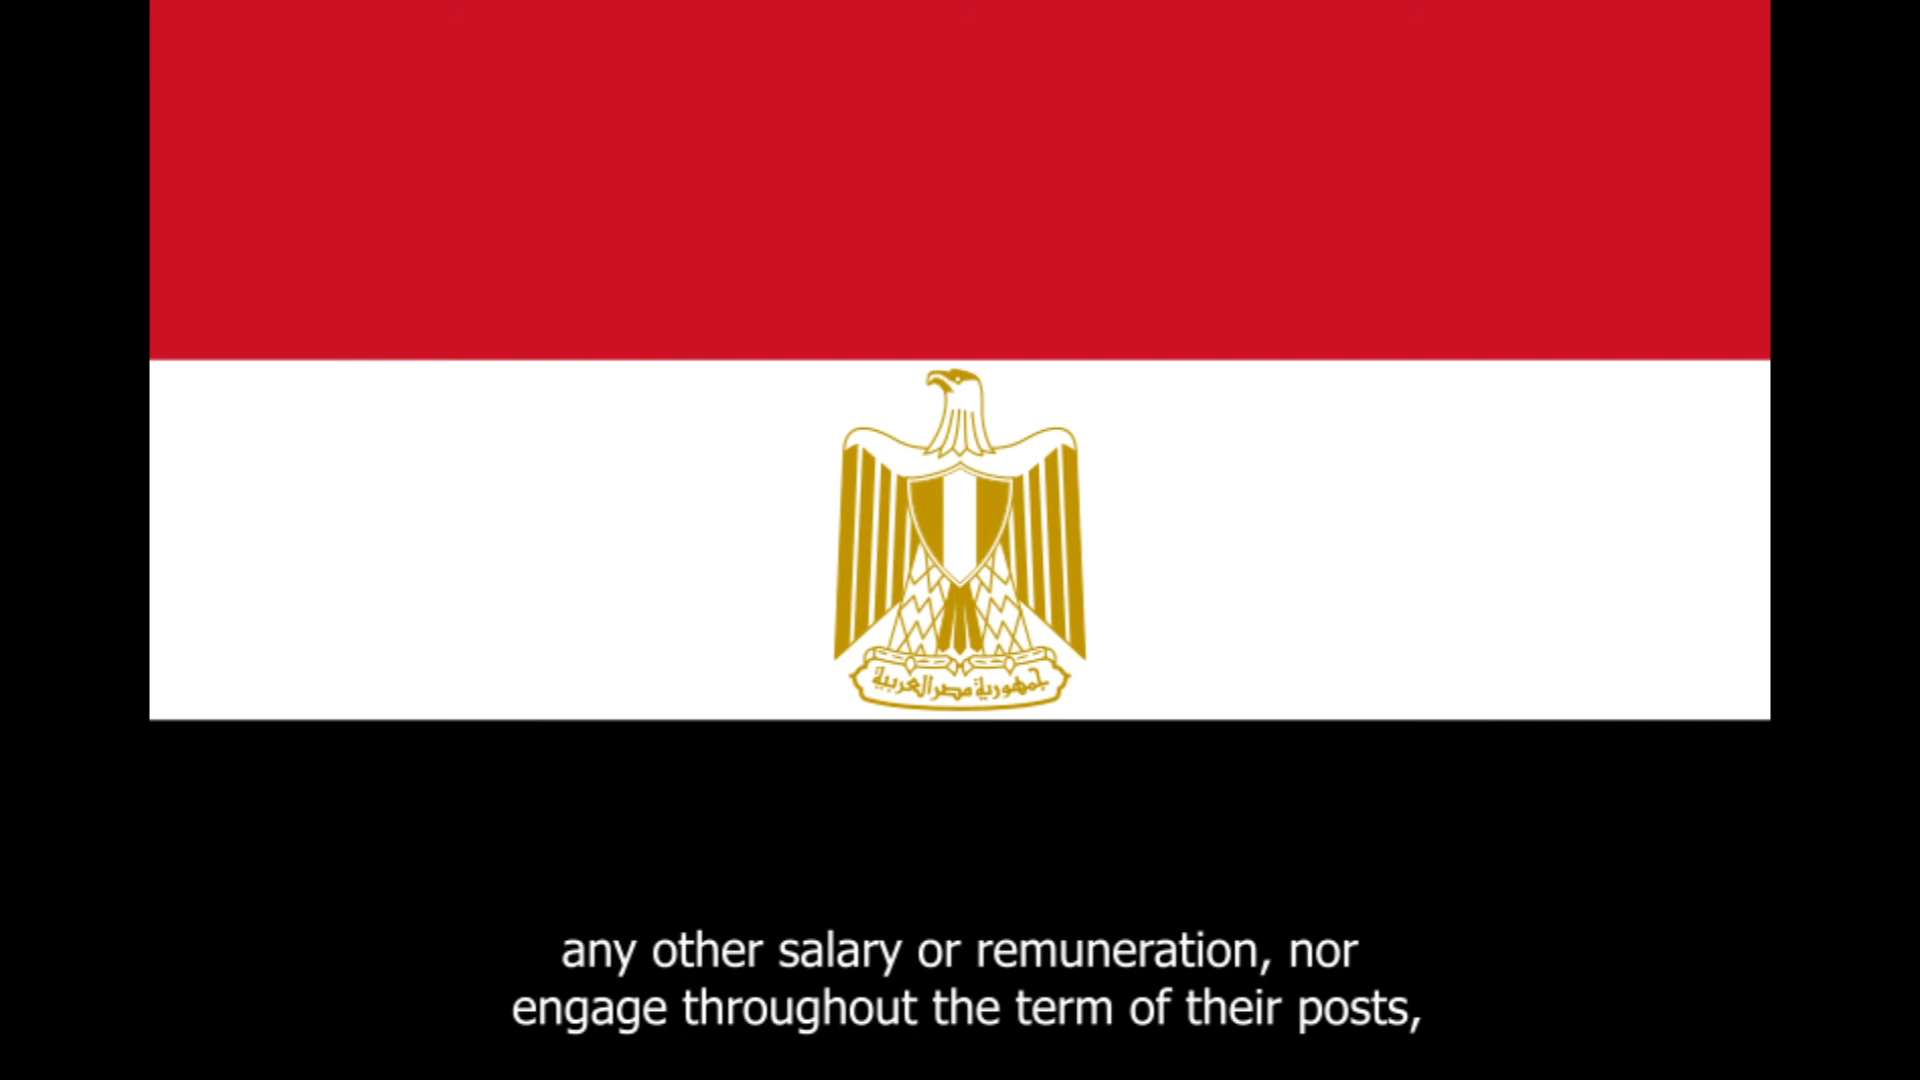 جمهورية مصر العربية
any other salary or remuneration, nor
engage throughout the term of their posts,